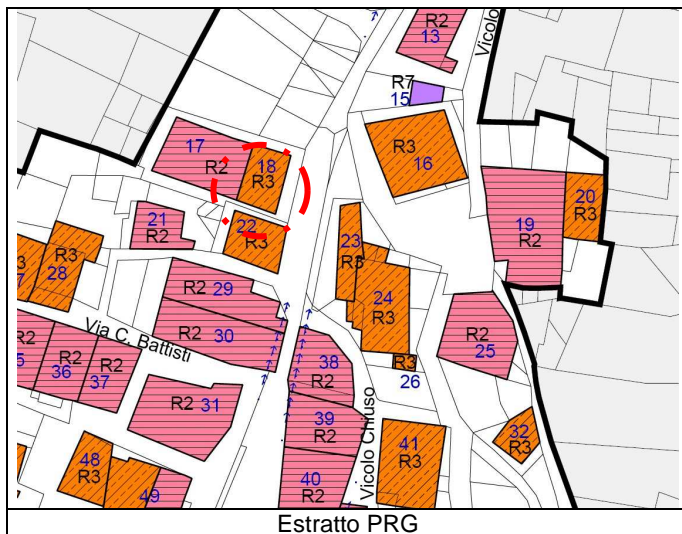 R2
13
Vicolo
R7
15
17
R2
18
R3
R3
16
20
R3
19
R2
21
R2
22
R3
23
R3
R3
28
3
7
R2
29
24
R3
R2
30
R2
25
Via C. Battisti
R2
5
R2
36
R2
37
38
R2
R3
26
R2
31
39
R2
Vicolo Chiuso
41
R3
32
R3
48
R3
R3
49
40
R2
Estratto PRG